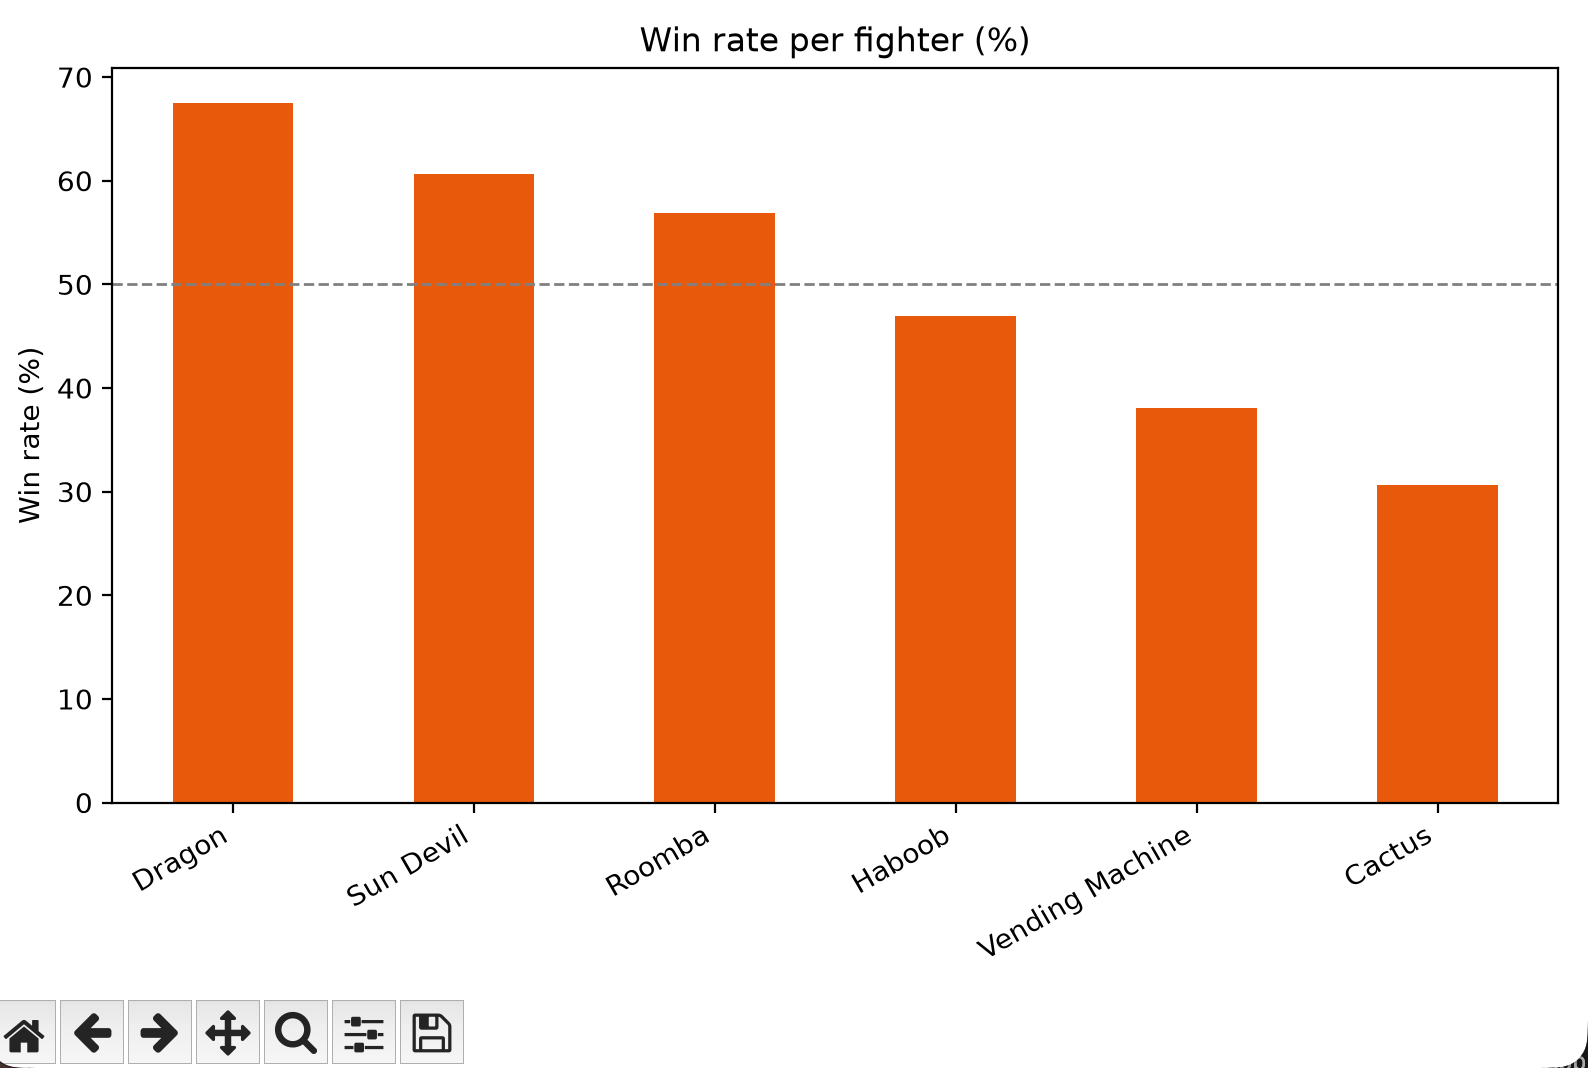 Win rate per fighter (%)
70
60
50
40
30
20
10
0
Win rate (%)
Dragon
Sun Devil
Roomba
Haboob
Vending Machine
Cactus